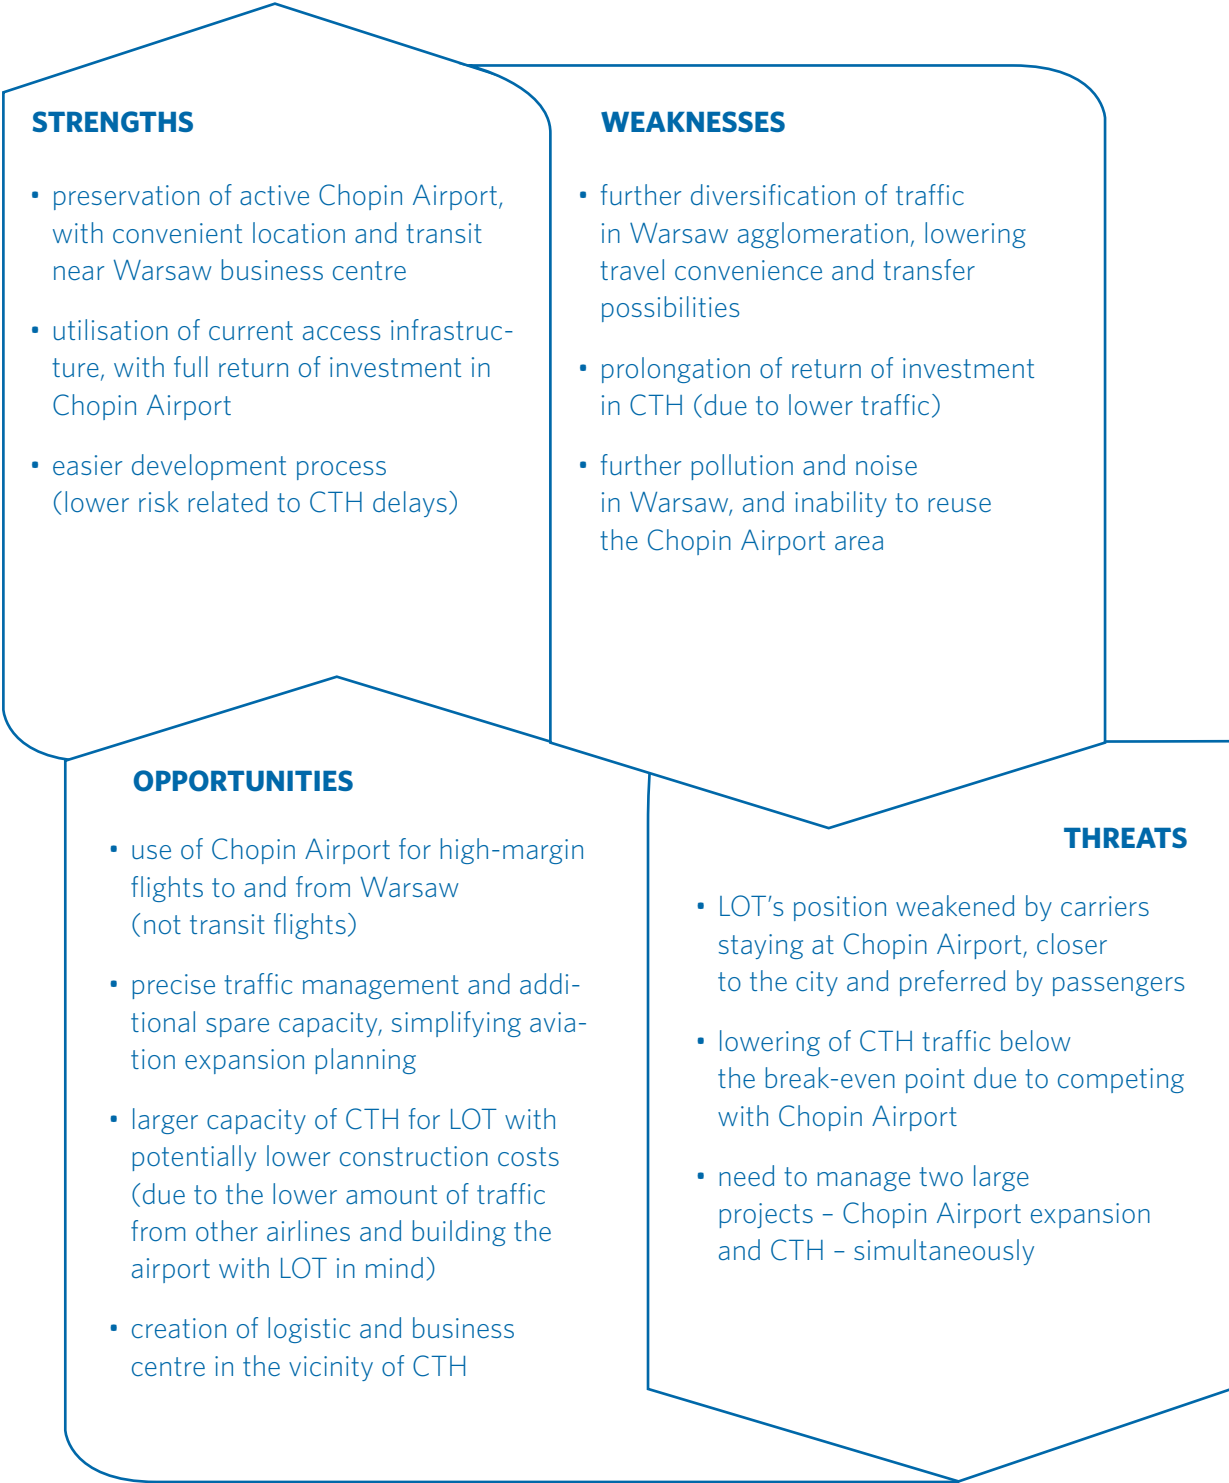 STRENGTHS
• preservation of active Chopin Airport,
with convenient location and transit
near Warsaw business centre
• utilisation of current access infrastruc-
ture, with full return of investment in
Chopin Airport
• easier development process
(lower risk related to CTH delays)
WEAKNESSES
• further diversification of traffic
in Warsaw agglomeration, lowering
travel convenience and transfer
possibilities
• prolongation of return of investment
in CTH (due to lower traffic)
• further pollution and noise
in Warsaw, and inability to reuse
the Chopin Airport area
OPPORTUNITIES
• use of Chopin Airport for high-margin
flights to and from Warsaw
(not transit flights)
• precise traffic management and addi-
tional spare capacity, simplifying avia-
tion expansion planning
• larger capacity of CTH for LOT with
potentially lower construction costs
(due to the lower amount of traffic
from other airlines and building the
airport with LOT in mind)
• creation of logistic and business
centre in the vicinity of CTH
THREATS
• LOT's position weakened by carriers
staying at Chopin Airport, closer
to the city and preferred by passengers
• lowering of CTH traffic below
the break-even point due to competing
with Chopin Airport
• need to manage two large
projects – Chopin Airport expansion
and CTH – simultaneously